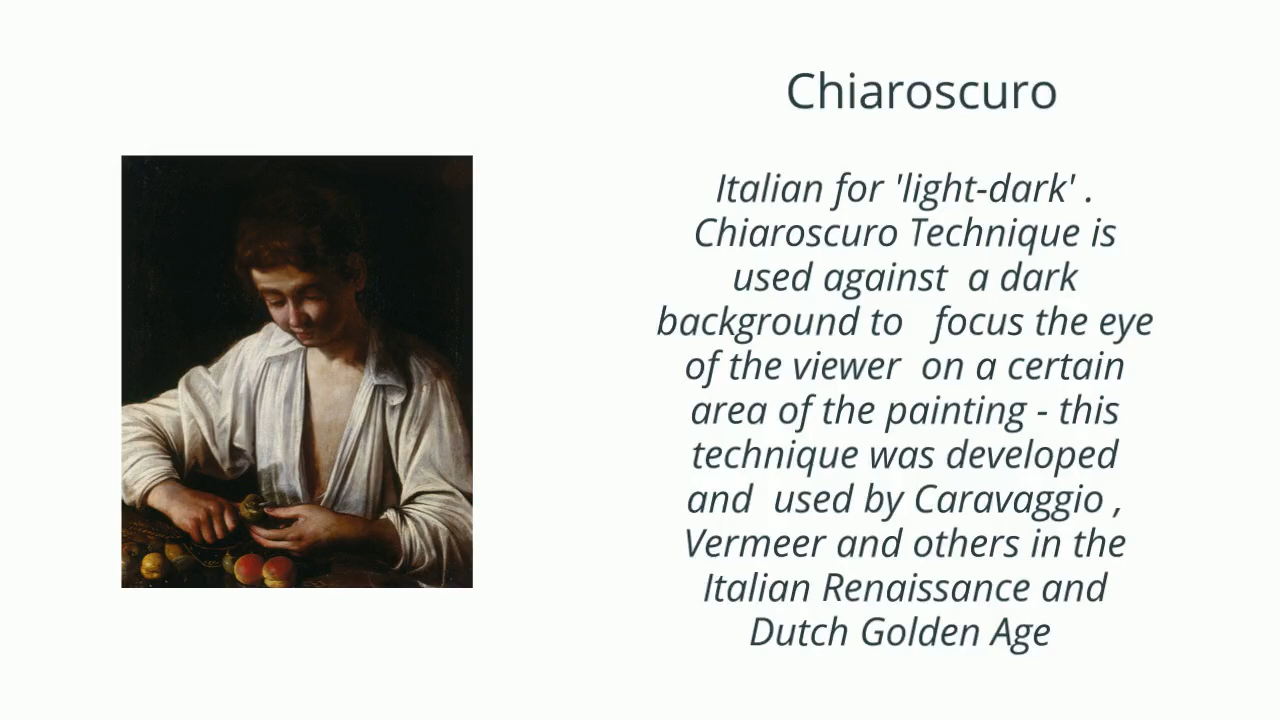 Chiaroscuro
Italian for 'light-dark' .
Chiaroscuro Technique is
used against  a dark
background to   focus the eye
of the viewer  on a certain
area of the painting - this
technique was developed
and  used by Caravaggio ,
Vermeer and others in the
Italian Renaissance and
Dutch Golden Age